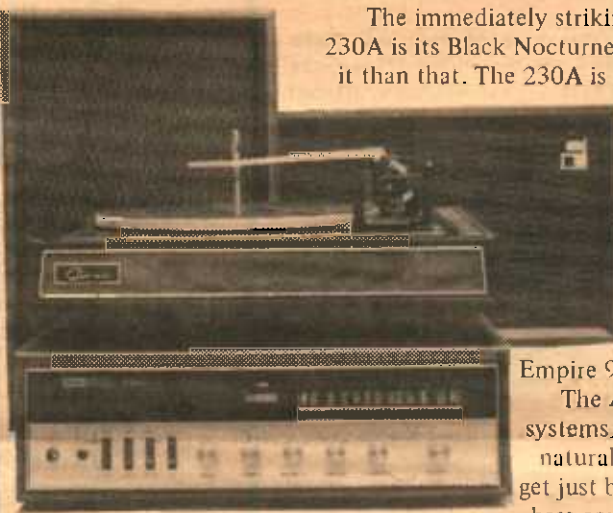 The immediately striki
230A is its Black Nocturne
it than that. The 230A is
Empire 9
The A
systems,
natural
get just b